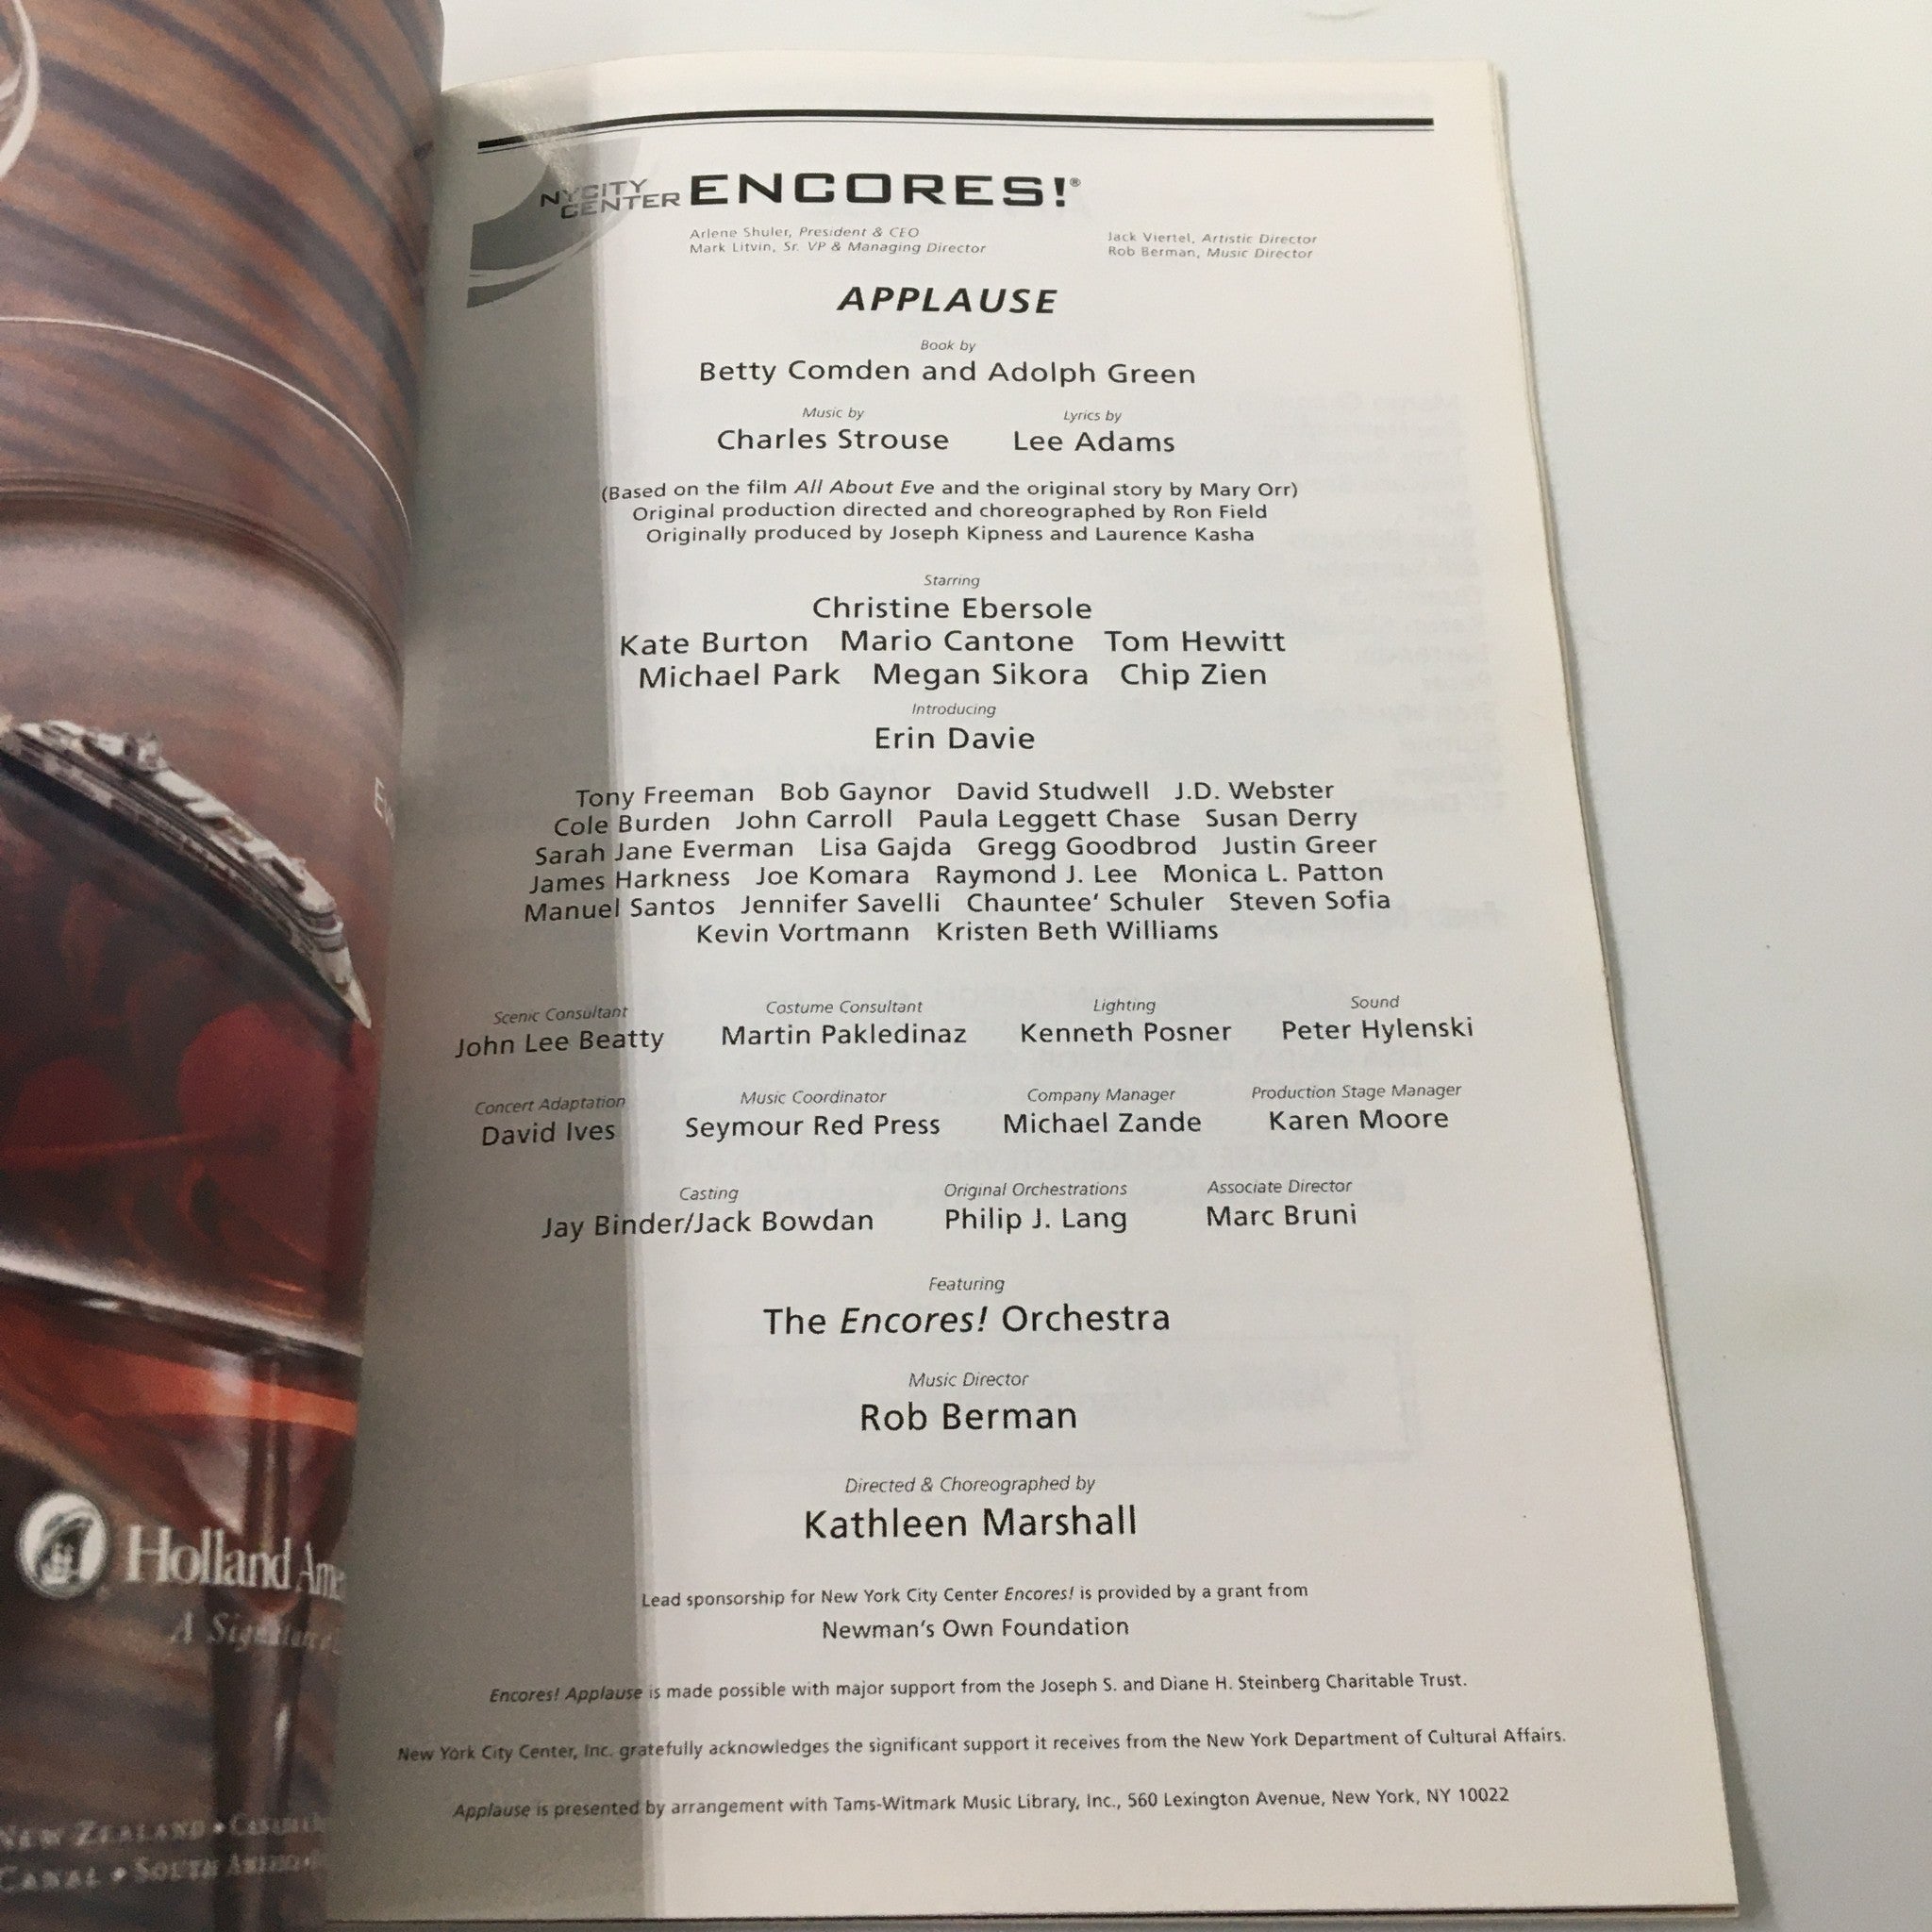 NY CITY CENTER ENCORES!®
Arlene Shuler, President & CEO
Mark Litvin, Sr. VP & Managing Director
Jack Viertel, Artistic Director
Rob Berman, Music Director
APPLAUSE
Book by
Betty Comden and Adolph Green
Music by Lyrics by
Charles Strouse Lee Adams
(Based on the film All About Eve and the original story by Mary Orr)
Original production directed and choreographed by Ron Field
Originally produced by Joseph Kipness and Laurence Kasha
Starring
Christine Ebersole
Kate Burton Mario Cantone Tom Hewitt
Michael Park Megan Sikora Chip Zien
Introducing
Erin Davie
Tony Freeman Bob Gaynor David Studwell J.D. Webster
Cole Burden John Carroll Paula Leggett Chase Susan Derry
Sarah Jane Everman Lisa Gajda Gregg Goodbrod Justin Greer
James Harkness Joe Komara Raymond J. Lee Monica L. Patton
Manuel Santos Jennifer Savelli Chauntee' Schuler Steven Sofia
Kevin Vortmann Kristen Beth Williams
Scenic Consultant Costume Consultant Lighting Sound
John Lee Beatty Martin Pakledinaz Kenneth Posner Peter Hylenski
Concert Adaptation Music Coordinator Company Manager Production Stage Manager
David Ives Seymour Red Press Michael Zande Karen Moore
Casting Original Orchestrations Associate Director
Jay Binder/Jack Bowdan Philip J. Lang Marc Bruni
Featuring
The Encores! Orchestra
Music Director
Rob Berman
Directed & Choreographed by
Kathleen Marshall
Lead sponsorship for New York City Center Encores! is provided by a grant from
Newman's Own Foundation
Encores! Applause is made possible with major support from the Joseph S. and Diane H. Steinberg Charitable Trust.
New York City Center, Inc. gratefully acknowledges the significant support it receives from the New York Department of Cultural Affairs.
Applause is presented by arrangement with Tams-Witmark Music Library, Inc., 560 Lexington Avenue, New York, NY 10022
Holland
A
New Zealand •
Canal • South